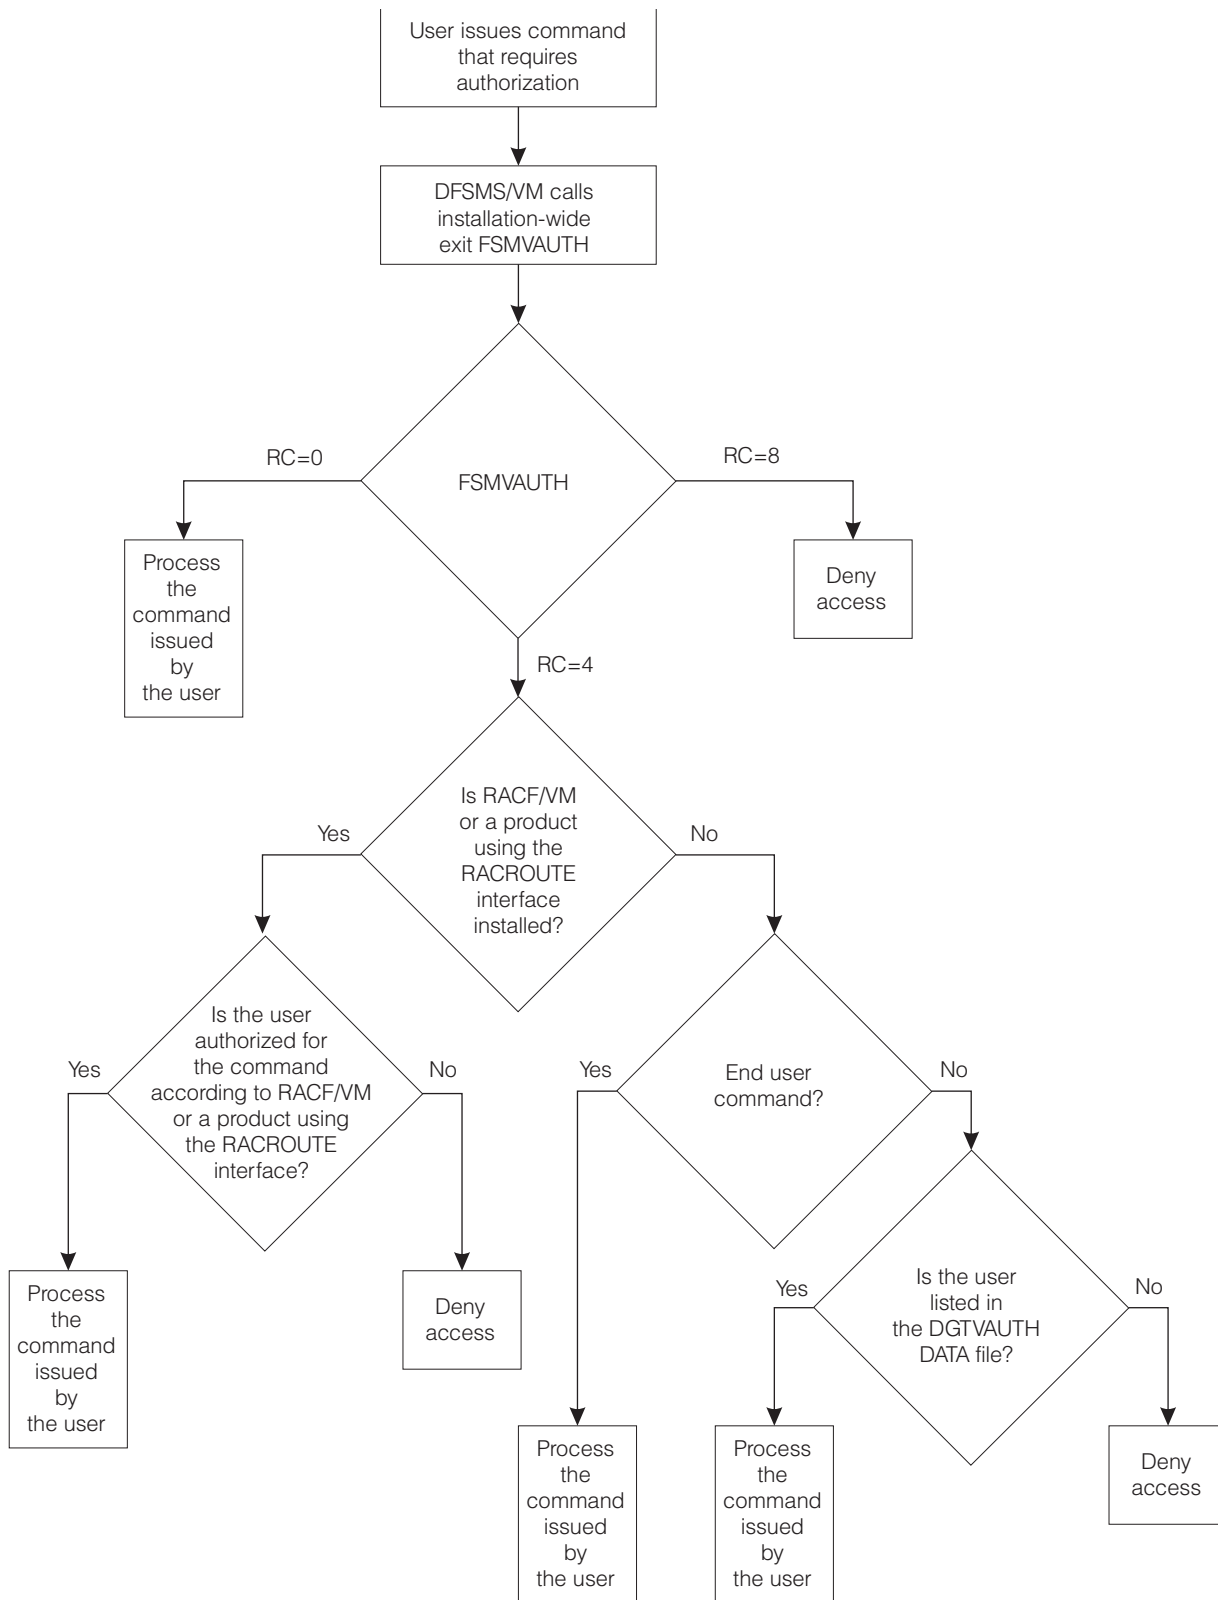 User issues command
that requires
authorization
DFSMS/VM calls
installation-wide
exit FSMVAUTH
RC=0
FSMVAUTH
RC=8
Process
the
command
issued
by
the user
Deny
access
RC=4
Is RACF/VM
or a product
using the
RACROUTE
interface
installed?
Yes
No
Is the user
authorized for
the command
according to RACF/VM
or a product using
the RACROUTE
interface?
Yes
No
End user
command?
Yes
No
Process
the
command
issued
by
the user
Deny
access
Is the user
listed in
the DGTVAUTH
DATA file?
Yes
No
Process
the
command
issued
by
the user
Process
the
command
issued
by
the user
Deny
access